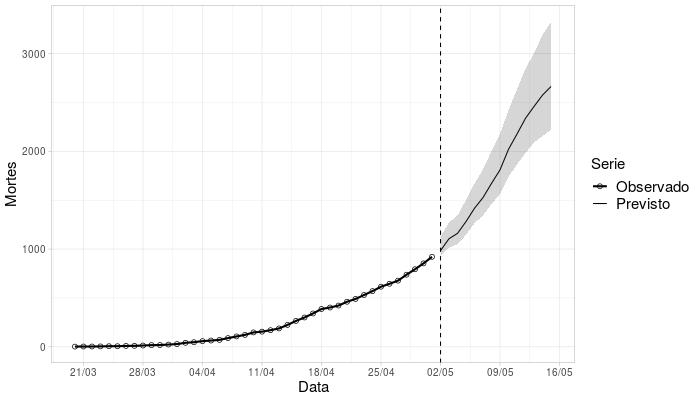 3000
2000
1000
0
Mortes
21/03 28/03 04/04 11/04 18/04 25/04 02/05 09/05 16/05
Data
Serie
Observado
Previsto